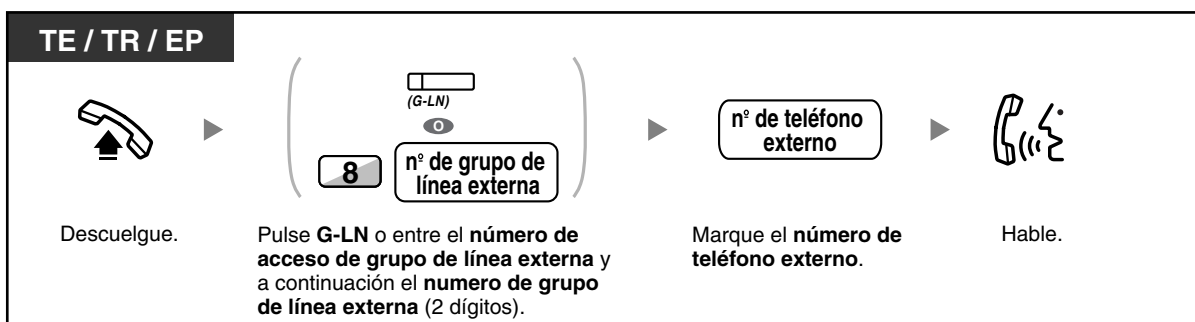 TE / TR / EP
(G-LN)
O
8
nº de grupo de
línea externa
nº de teléfono
externo
Descuelgue.
Pulse G-LN o entre el número de
acceso de grupo de línea externa y
a continuación el numero de grupo
de línea externa (2 dígitos).
Marque el número de
teléfono externo.
Hable.